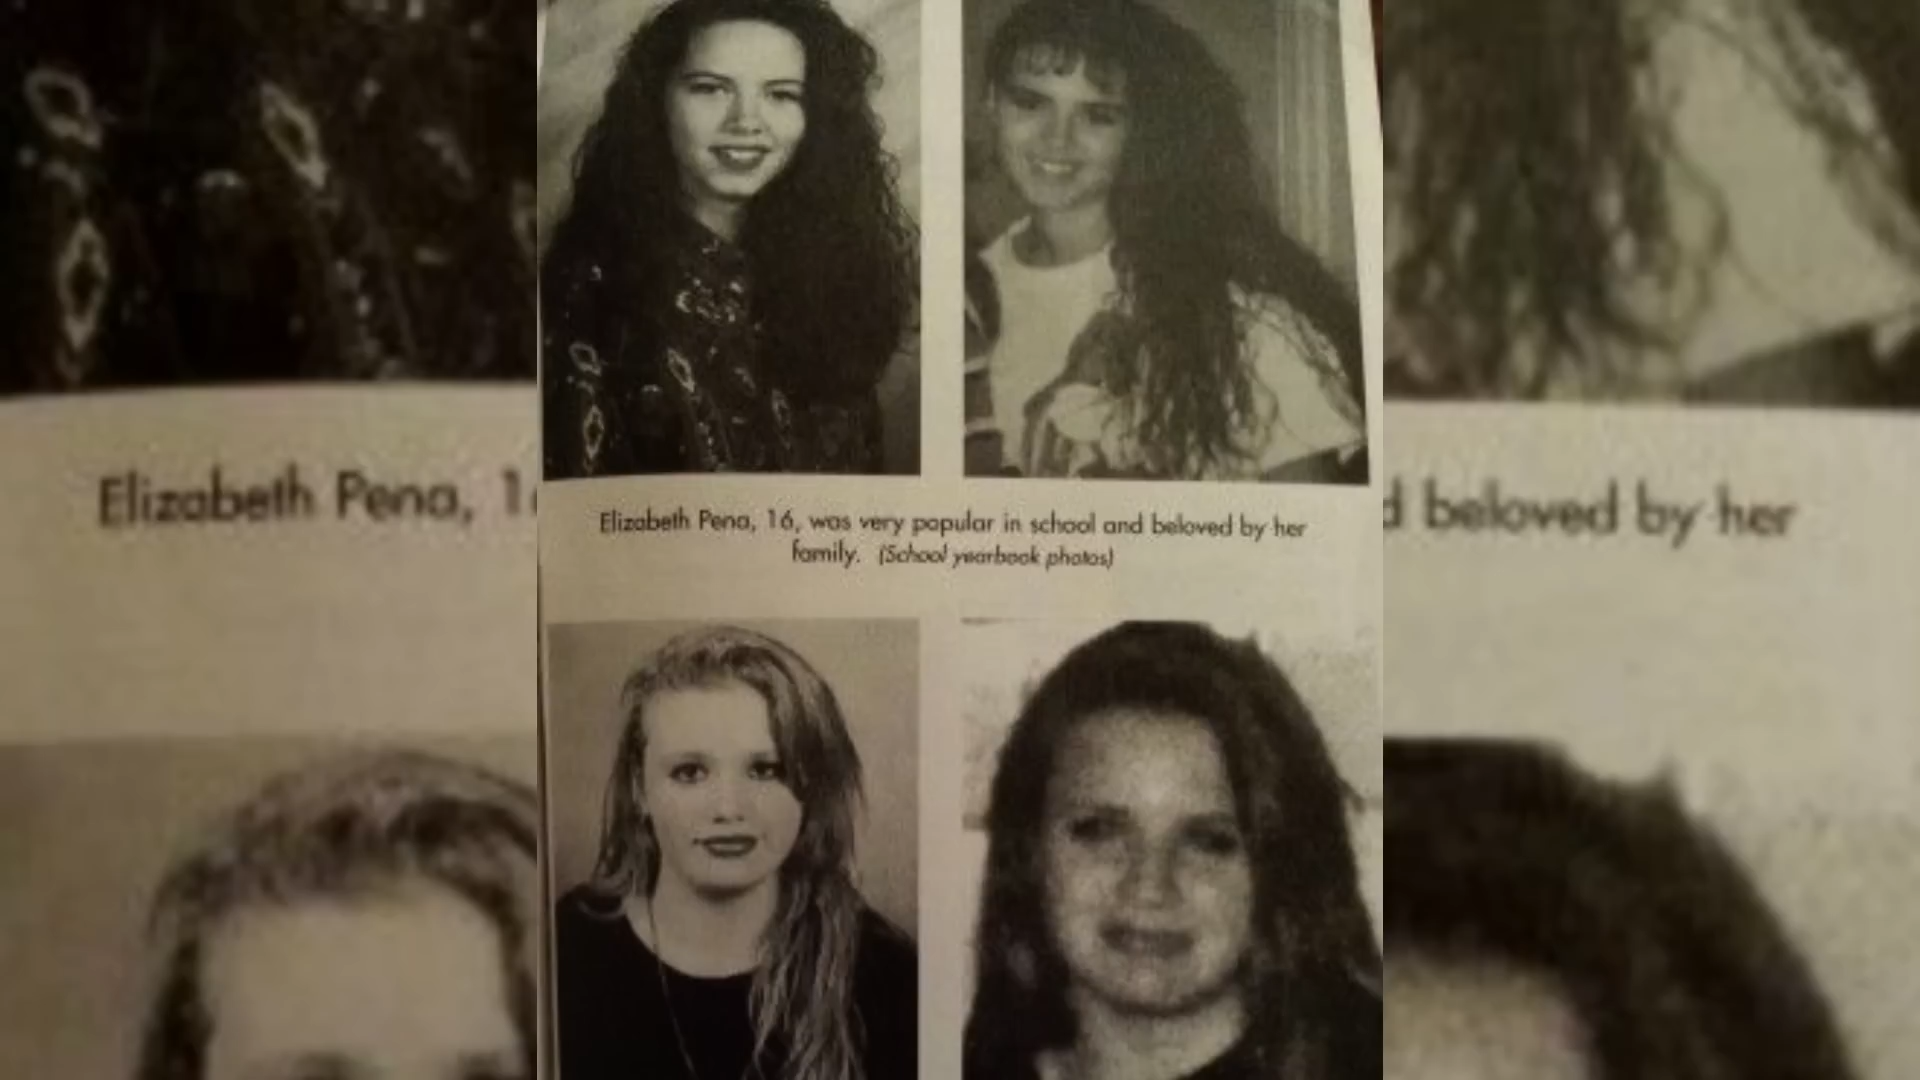 Elizabeth Pena, 16, was very popular in school and beloved by her
family. (School yearbook photos)
Elizabeth Pena, 1
d beloved by her